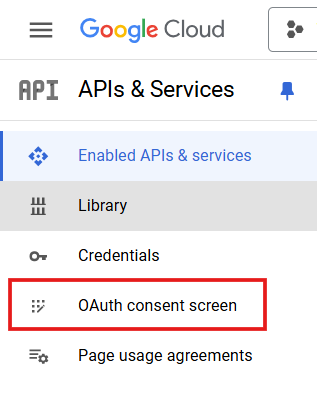 Google Cloud
API APIs & Services
Enabled APIs & services
Library
Credentials
OAuth consent screen
Page usage agreements